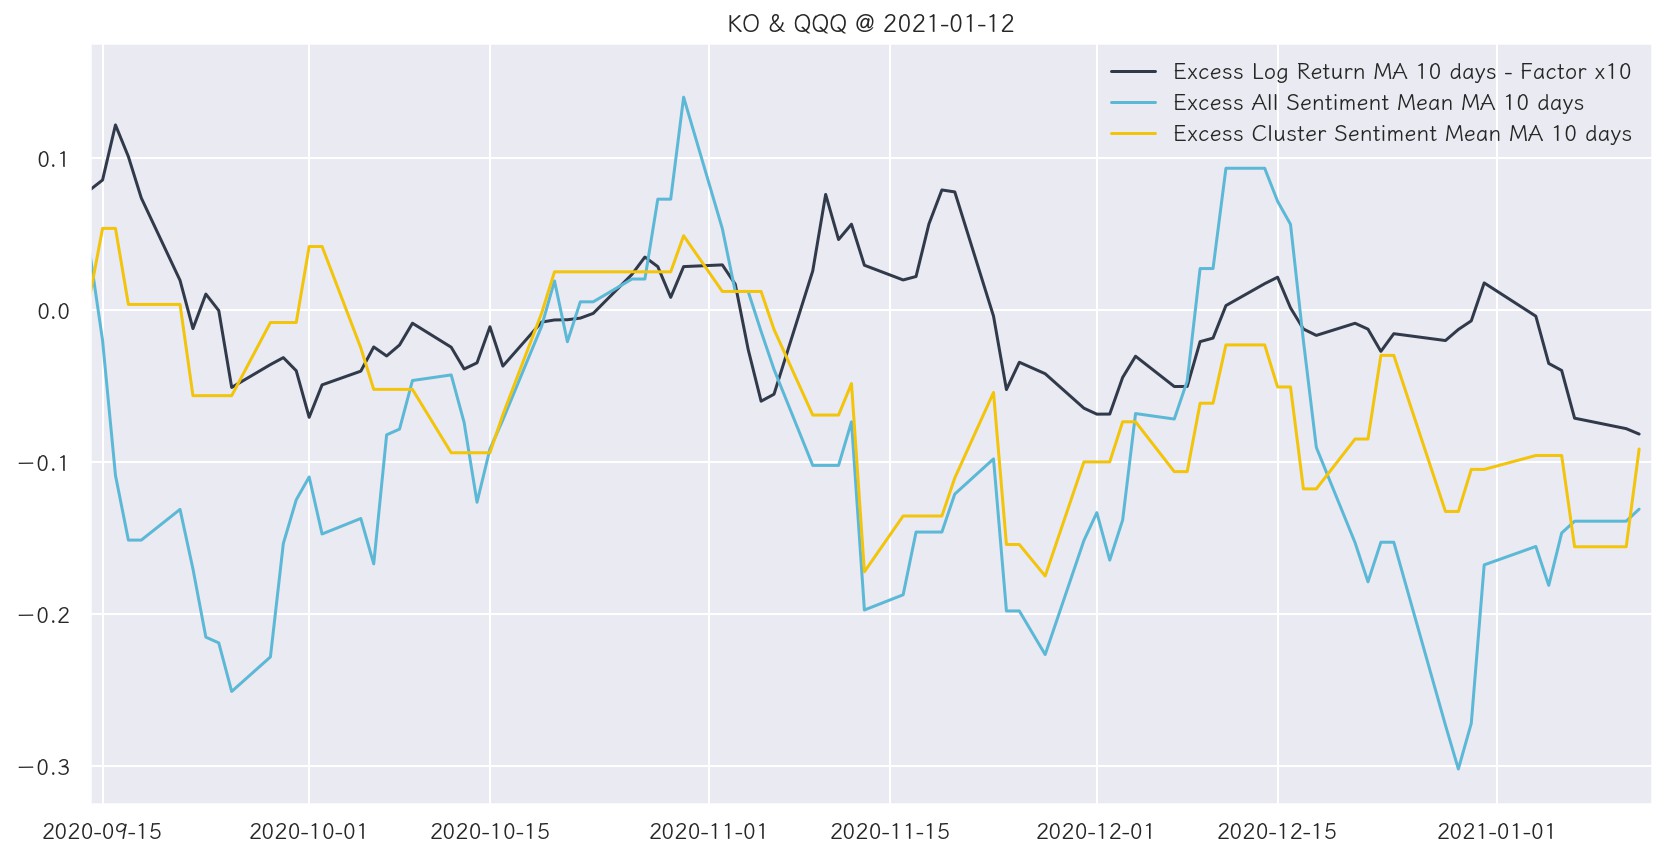 KO & QQQ @ 2021-01-12
Excess Log Return MA 10 days - Factor x10
Excess All Sentiment Mean MA 10 days
Excess Cluster Sentiment Mean MA 10 days
0.1
0.0
−0.1
−0.2
−0.3
2020-09-15 2020-10-01 2020-10-15 2020-11-01 2020-11-15 2020-12-01 2020-12-15 2021-01-01